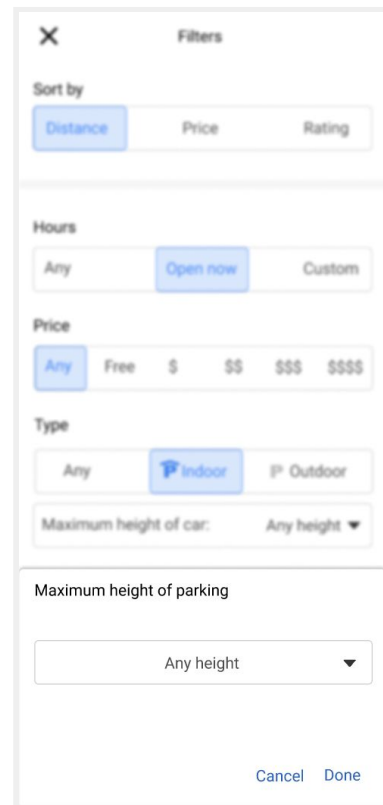 Filters
Sort by
Distance Price Rating
Hours
Any Open now Custom
Price
Any Free $ $$ $$$ $$$$
Type
Any Indoor P Outdoor
Maximum height of car: Any height
Maximum height of parking
Any height
Cancel Done